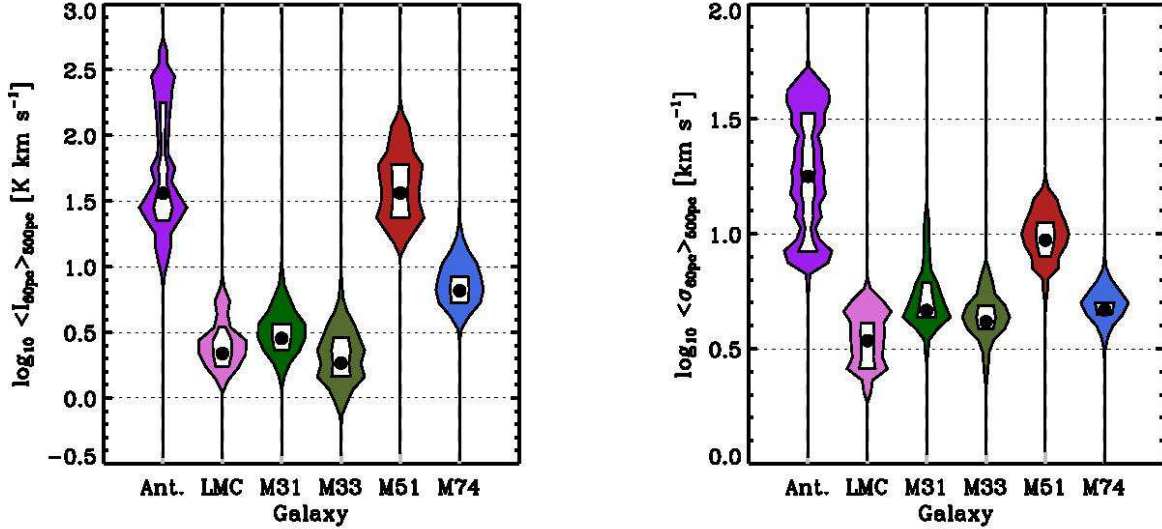 log₁₀ <I₆₀pc>₅₀₀pc [K km s⁻¹]
3.0
2.5
2.0
1.5
1.0
0.5
0.0
−0.5
Ant. LMC M31 M33 M51 M74
Galaxy
log₁₀ <σ₆₀pc>₅₀₀pc [km s⁻¹]
2.0
1.5
1.0
0.5
0.0
Ant. LMC M31 M33 M51 M74
Galaxy